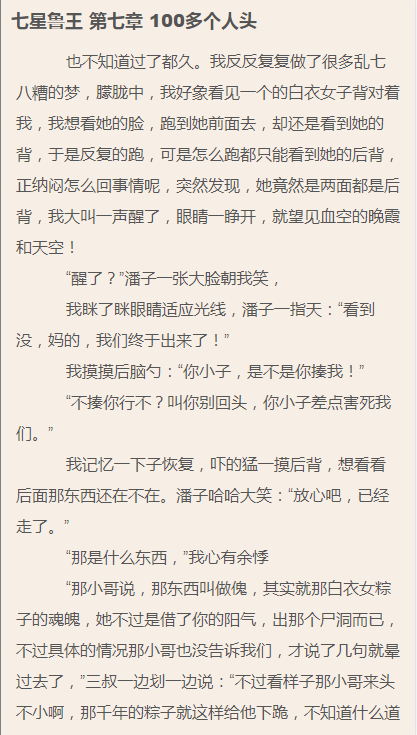 七星鲁王 第七章 100多个人头
也不知道过了都久。我反反复复做了很多乱七
八糟的梦，朦胧中，我好象看见一个的白衣女子背对着
我，我想看她的脸，跑到她前面去，却还是看到她的
背，于是反复的跑，可是怎么跑都只能看到她的后背，
正纳闷怎么回事情呢，突然发现，她竟然是两面都是后
背，我大叫一声醒了，眼睛一睁开，就望见血空的晚霞
和天空！
“醒了？”潘子一张大脸朝我笑，
我眯了眯眼睛适应光线，潘子一指天：“看到
没，妈的，我们终于出来了！”
我摸摸后脑勺：“你小子，是不是你揍我！”
“不揍你行不？叫你别回头，你小子差点害死我
们。”
我记忆一下子恢复，吓的猛一摸后背，想看看
后面那东西还在不在。潘子哈哈大笑：“放心吧，已经
走了。”
“那是什么东西，”我心有余悸
“那小哥说，那东西叫做傀，其实就那白衣女粽
子的魂魄，她不过是借了你的阳气，出那个尸洞而已，
不过具体的情况那小哥也没告诉我们，才说了几句就晕
过去了，”三叔一边划一边说：“不过看样子那小哥来头
不小啊，那千年的粽子就这样给他下跪，不知道什么道